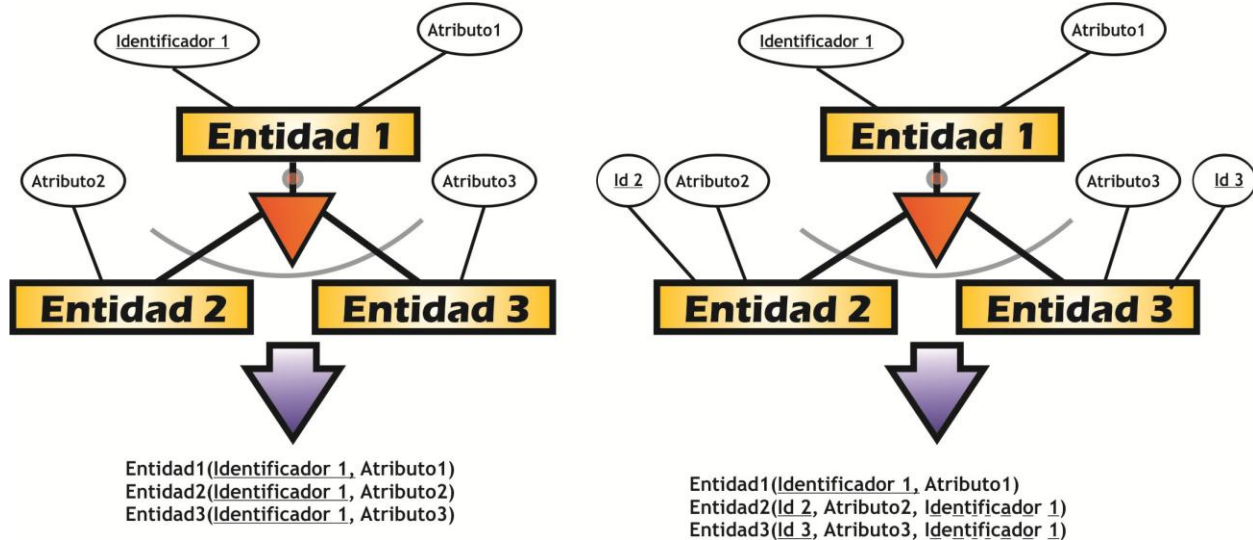 Identificador 1
Atributo1
Entidad 1
Atributo2
Atributo3
Entidad 2
Entidad 3
Entidad1(Identificador 1, Atributo1)
Entidad2(Identificador 1, Atributo2)
Entidad3(Identificador 1, Atributo3)
Identificador 1
Atributo1
Entidad 1
Id 2
Atributo2
Atributo3
Id 3
Entidad 2
Entidad 3
Entidad1(Identificador 1, Atributo1)
Entidad2(Id 2, Atributo2, Identificador 1)
Entidad3(Id 3, Atributo3, Identificador 1)